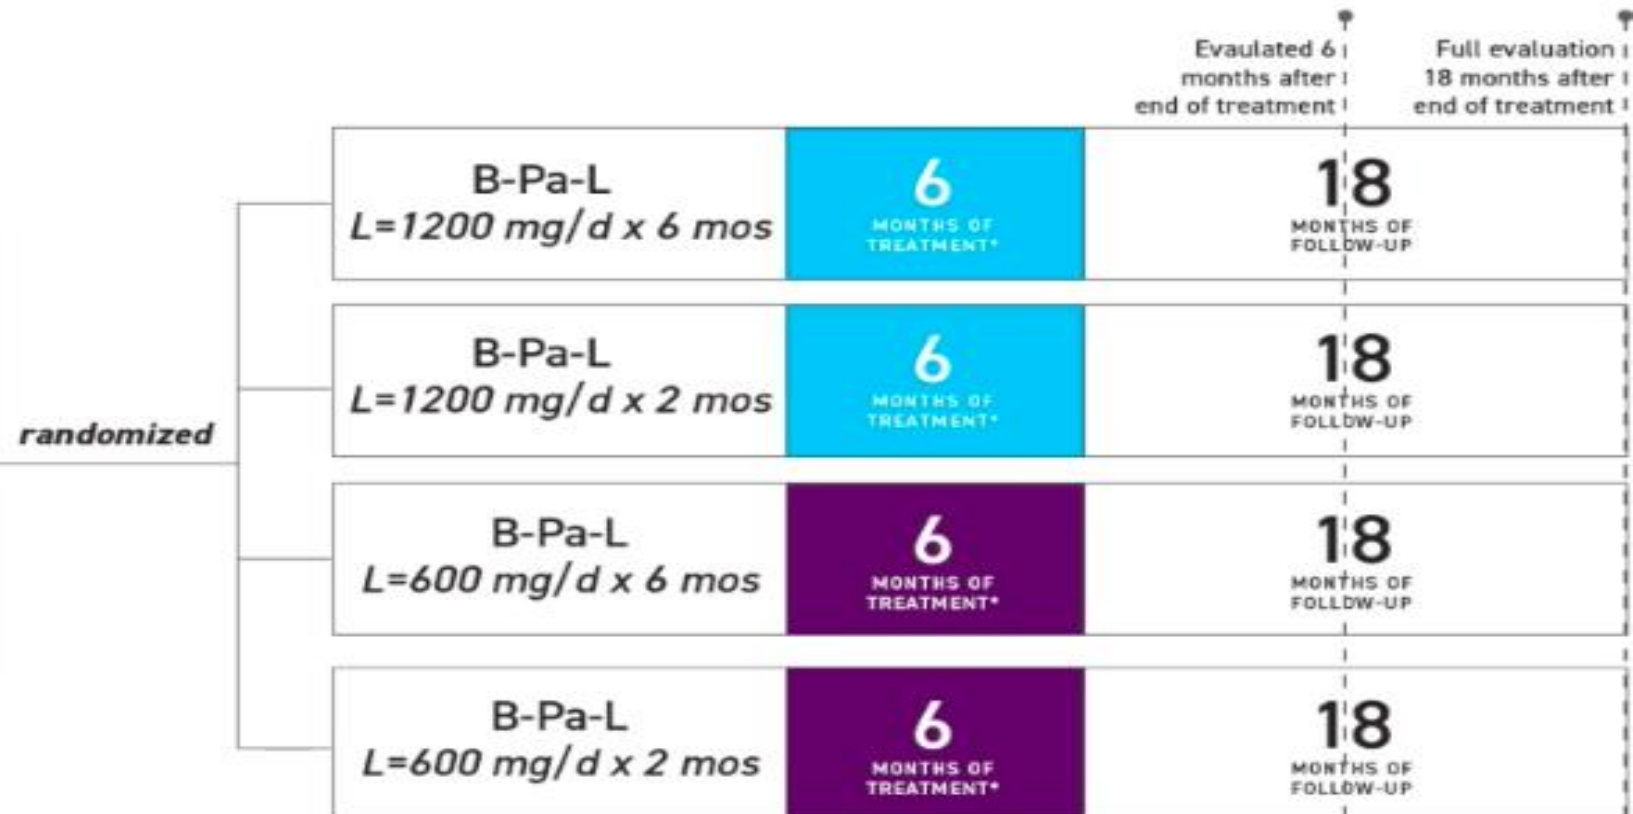 Evaulated 6
months after
end of treatment
Full evaluation
18 months after
end of treatment
randomized
B-Pa-L
L=1200 mg/d x 6 mos
6
MONTHS OF
TREATMENT*
18
MONTHS OF
FOLLOW-UP
B-Pa-L
L=1200 mg/d x 2 mos
6
MONTHS OF
TREATMENT*
18
MONTHS OF
FOLLOW-UP
B-Pa-L
L=600 mg/d x 6 mos
6
MONTHS OF
TREATMENT*
18
MONTHS OF
FOLLOW-UP
B-Pa-L
L=600 mg/d x 2 mos
6
MONTHS OF
TREATMENT*
18
MONTHS OF
FOLLOW-UP